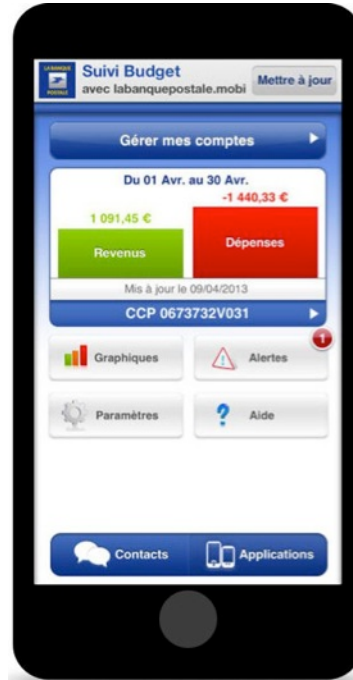 LA BANQUE
POSTALE
Suivi Budget
avec labanquepostale.mobi
Mettre à jour
Gérer mes comptes
Du 01 Avr. au 30 Avr.
-1 440,33 €
1 091,45 €
Revenus
Dépenses
Mis à jour le 09/04/2013
CCP 0673732V031
1
Graphiques
Alertes
Paramètres
Aide
Contacts
Applications